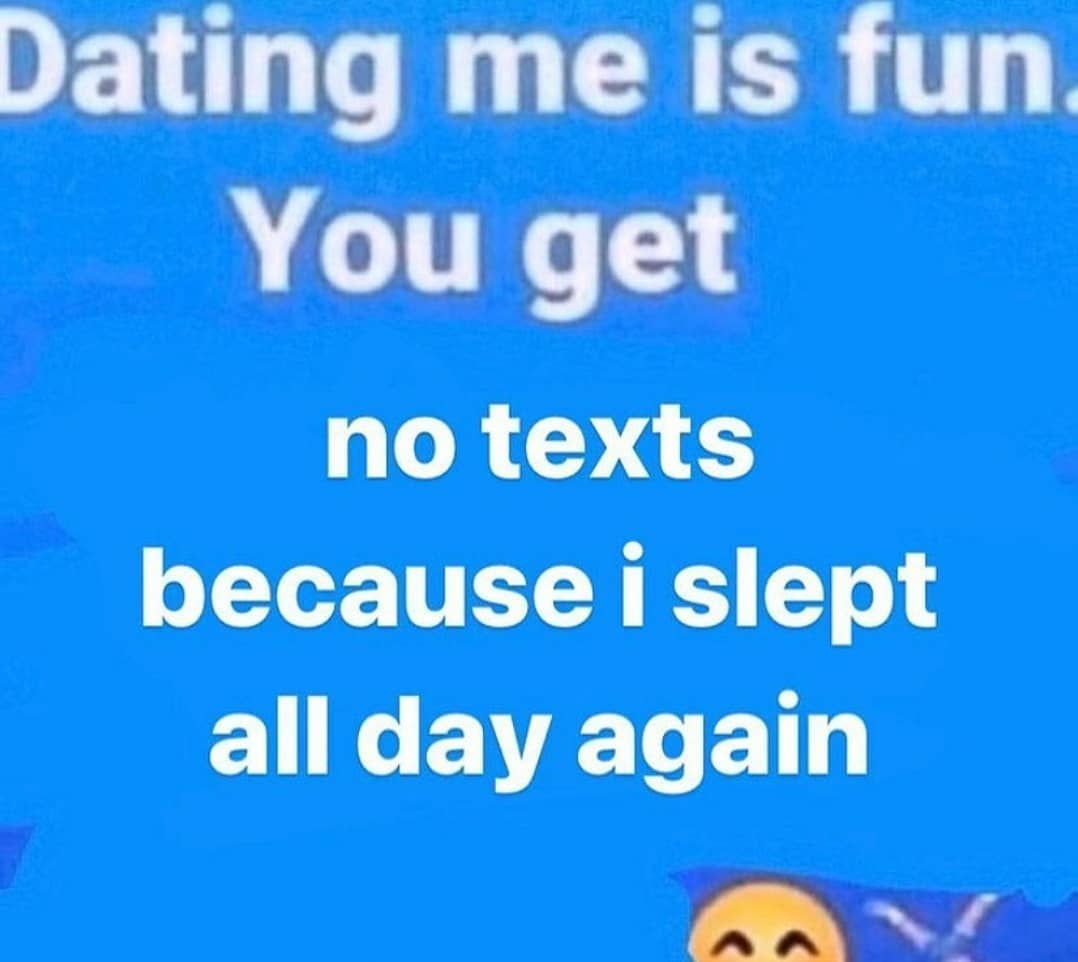 Dating me is fun.
You get
no texts
because i slept
all day again